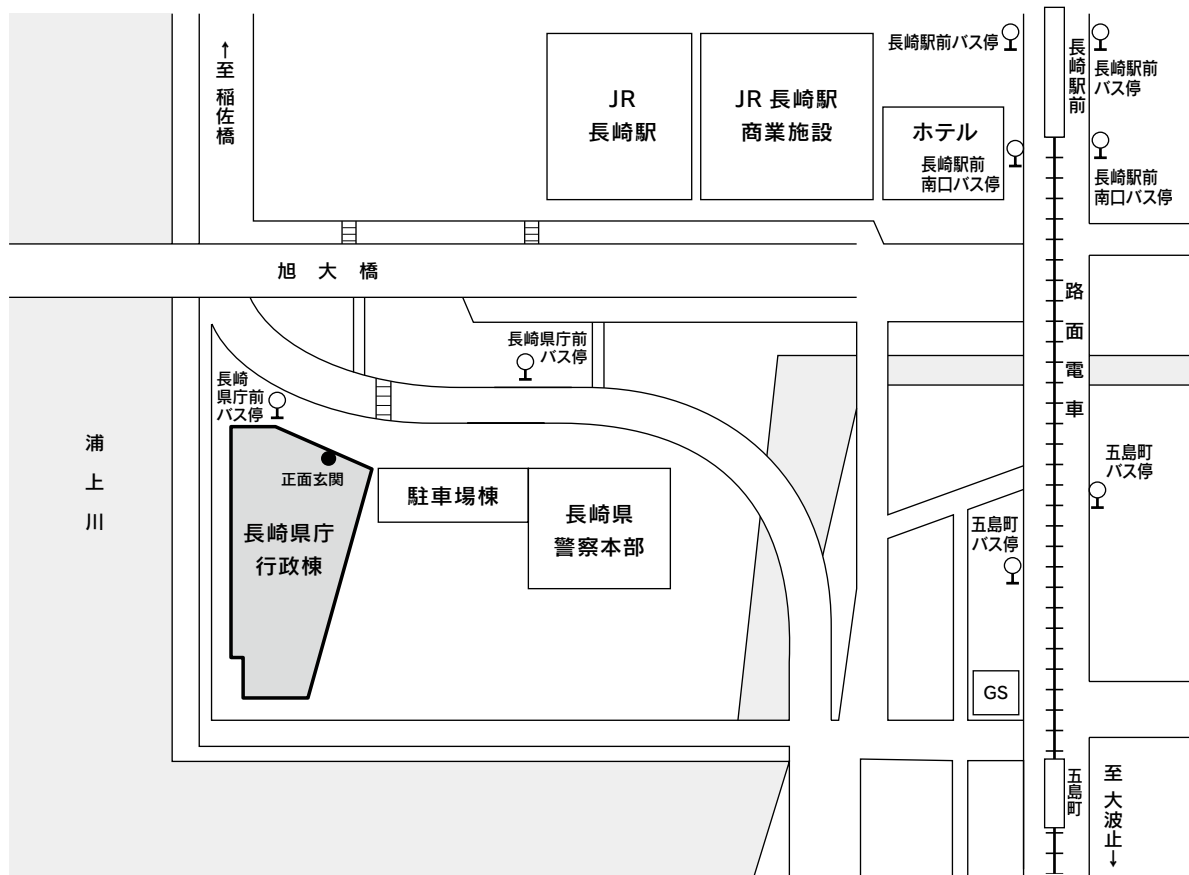 ↑至 稲佐橋
JR
長崎駅
JR 長崎駅
商業施設
ホテル
長崎駅前バス停
長崎駅前
南口バス停
長崎駅前
長崎駅前
バス停
長崎駅前
南口バス停
旭大橋
路面電車
長崎県庁前
バス停
長崎
県庁前
バス停
正面玄関
浦上川
長崎県庁
行政棟
駐車場棟
長崎県
警察本部
五島町
バス停
五島町
バス停
GS
五島町
至 大波止→